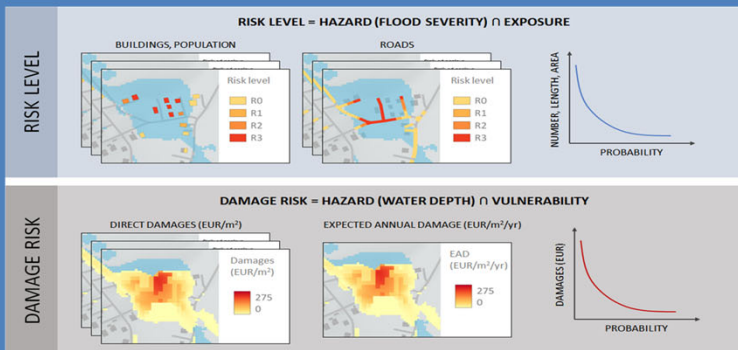 RISK LEVEL = HAZARD (FLOOD SEVERITY) ∩ EXPOSURE
RISK LEVEL
BUILDINGS, POPULATION
Risk level
R0
R1
R2
R3
ROADS
Risk level
R0
R1
R2
R3
NUMBER, LENGTH, AREA
PROBABILITY
DAMAGE RISK = HAZARD (WATER DEPTH) ∩ VULNERABILITY
DAMAGE RISK
DIRECT DAMAGES (EUR/m²)
Damages
(EUR/m²)
275
0
EXPECTED ANNUAL DAMAGE (EUR/m²/yr)
EAD
(EUR/m²/yr)
275
0
DAMAGES (EUR)
PROBABILITY